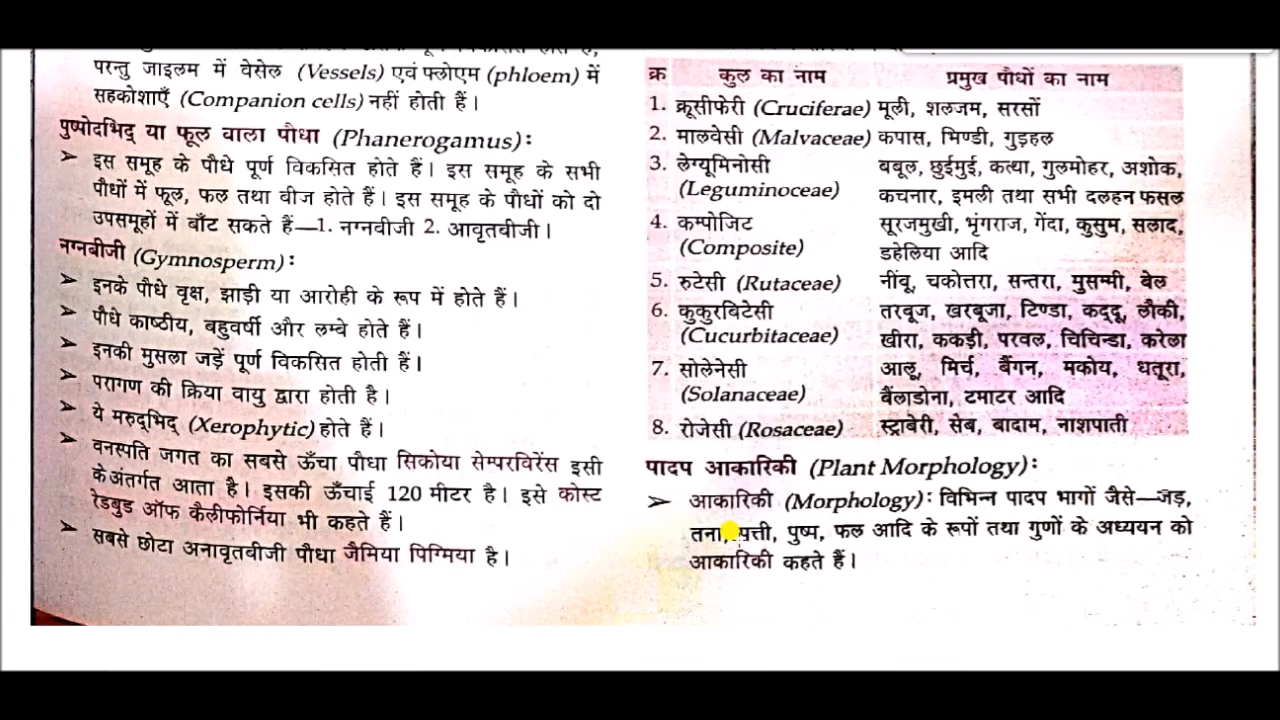 परन्तु जाइलम में वेसेल (Vessels) एवं फ्लोएम (phloem) में
सहकोशाएँ (Companion cells) नहीं होती हैं।
पुष्पोदभिद् या फूल वाला पौधा (Phanerogamus) :
➢ इस समूह के पौधे पूर्ण विकसित होते हैं। इस समूह के सभी
पौधों में फूल, फल तथा बीज होते हैं। इस समूह के पौधों को दो
उपसमूहों में बाँट सकते हैं—1. नग्नबीजी 2. आवृतबीजी।
नग्नबीजी (Gymnosperm) :
➢ इनके पौधे वृक्ष, झाड़ी या आरोही के रूप में होते हैं।
➢ पौधे काष्ठीय, बहुवर्षी और लम्बे होते हैं।
➢ इनकी मुसला जड़ें पूर्ण विकसित होती हैं।
➢ परागण की क्रिया वायु द्वारा होती है।
➢ ये मरुद्भिद् (Xerophytic) होते हैं।
➢ वनस्पति जगत का सबसे ऊँचा पौधा सिकोया सेम्परविरेंस इसी
के अंतर्गत आता है। इसकी ऊँचाई 120 मीटर है। इसे कोस्ट
रेडबुड ऑफ कैलीफोर्निया भी कहते हैं।
➢ सबसे छोटा अनावृतबीजी पौधा जैमिया पिग्मिया है।
क्र कुल का नाम प्रमुख पौधों का नाम
1. क्रूसीफेरी (Cruciferae) मूली, शलजम, सरसों
2. मालवेसी (Malvaceae) कपास, भिण्डी, गुड़हल
3. लेग्यूमिनोसी बबूल, छुईमुई, कत्था, गुलमोहर, अशोक,
(Leguminoceae) कचनार, इमली तथा सभी दलहन फसल
4. कम्पोजिट सूरजमुखी, भृंगराज, गेंदा, कुसुम, सलाद,
(Composite) डहेलिया आदि
5. रुटेसी (Rutaceae) नींबू, चकोत्तरा, सन्तरा, मुसम्मी, बेल
6. कुकुरबिटेसी तरबूज, खरबूजा, टिण्डा, कद्दू, लौकी,
(Cucurbitaceae) खीरा, ककड़ी, परवल, चिचिन्डा, करेला
7. सोलेनेसी आलू, मिर्च, बैंगन, मकोय, धतूरा,
(Solanaceae) बैंलाडोना, टमाटर आदि
8. रोजेसी (Rosaceae) स्ट्राबेरी, सेब, बादाम, नाशपाती
पादप आकारिकी (Plant Morphology) :
➢ आकारिकी (Morphology) : विभिन्न पादप भागों जैसे—जड़,
तना, पत्ती, पुष्प, फल आदि के रूपों तथा गुणों के अध्ययन को
आकारिकी कहते हैं।